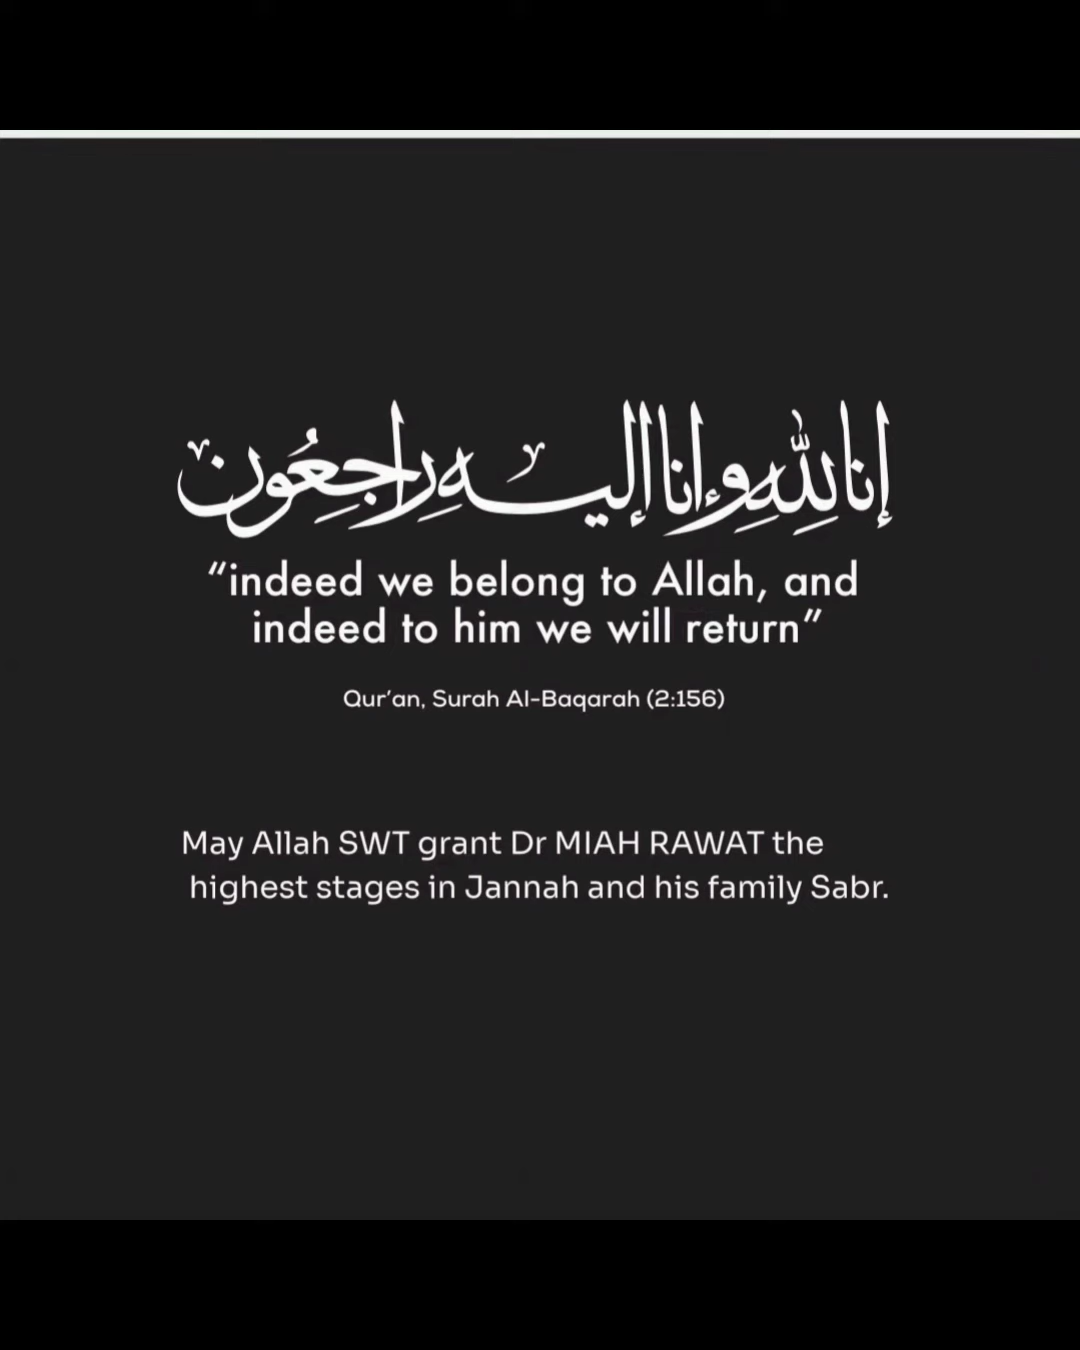 إنا لله وإنا إليه راجعون
“indeed we belong to Allah, and
indeed to him we will return”
Qur’an, Surah Al-Baqarah (2:156)
May Allah SWT grant Dr MIAH RAWAT the
highest stages in Jannah and his family Sabr.